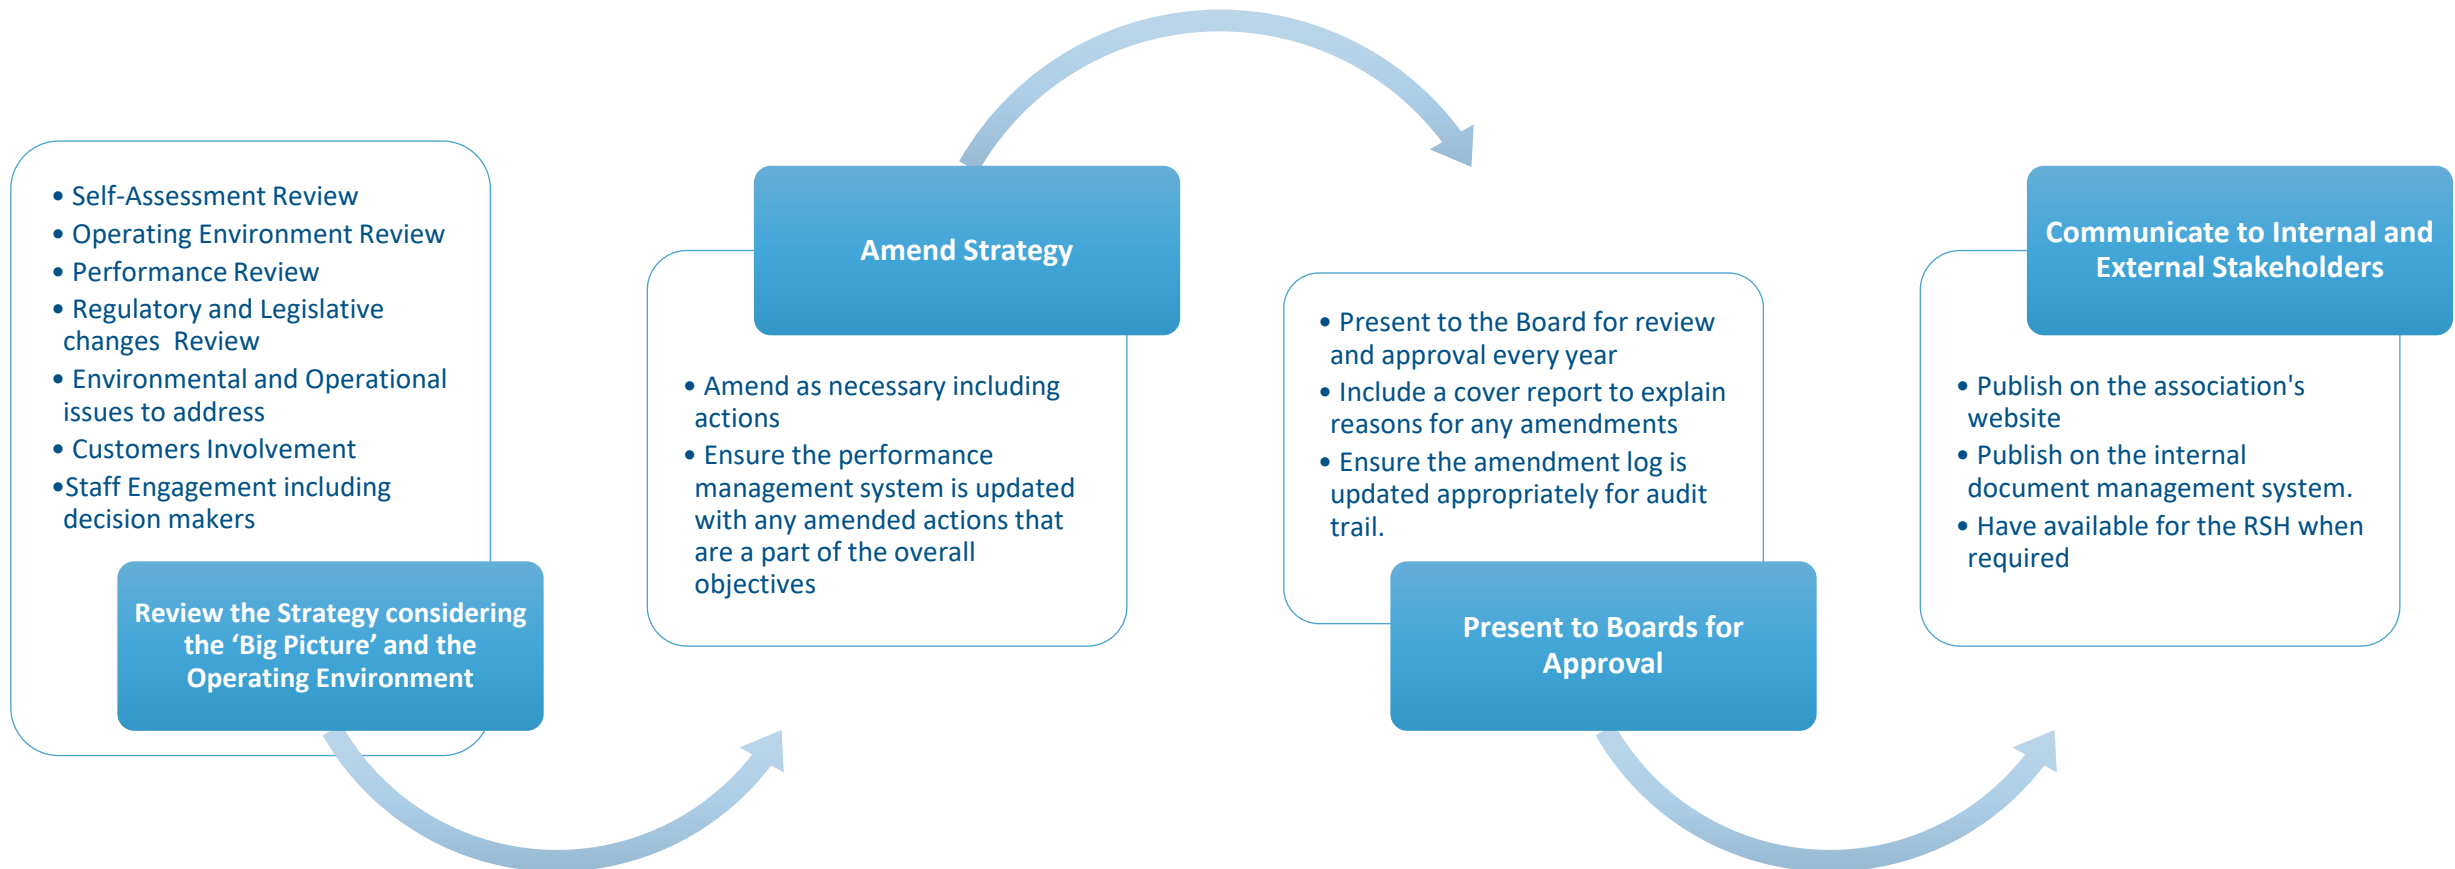 • Self-Assessment Review
• Operating Environment Review
• Performance Review
• Regulatory and Legislative
changes  Review
• Environmental and Operational
issues to address
• Customers Involvement
•Staff Engagement including
decision makers
Review the Strategy considering
the ‘Big Picture’ and the
Operating Environment
Amend Strategy
• Amend as necessary including
actions
• Ensure the performance
management system is updated
with any amended actions that
are a part of the overall
objectives
• Present to the Board for review
and approval every year
• Include a cover report to explain
reasons for any amendments
• Ensure the amendment log is
updated appropriately for audit
trail.
Present to Boards for
Approval
Communicate to Internal and
External Stakeholders
• Publish on the association's
website
• Publish on the internal
document management system.
• Have available for the RSH when
required